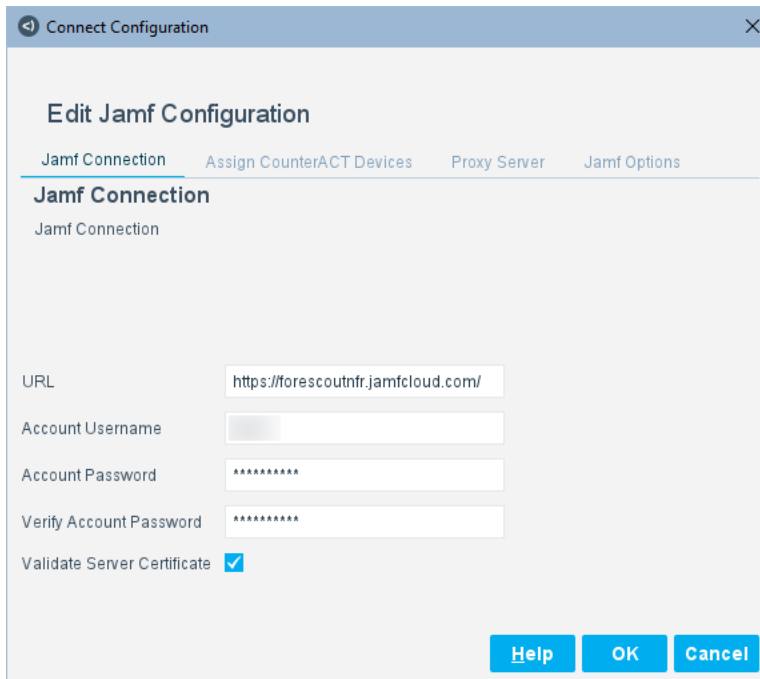 Connect Configuration
Edit Jamf Configuration
Jamf Connection Assign CounterACT Devices Proxy Server Jamf Options
Jamf Connection
Jamf Connection
URL https://forescoutnfr.jamfcloud.com/
Account Username
Account Password **********
Verify Account Password **********
Validate Server Certificate
Help OK Cancel